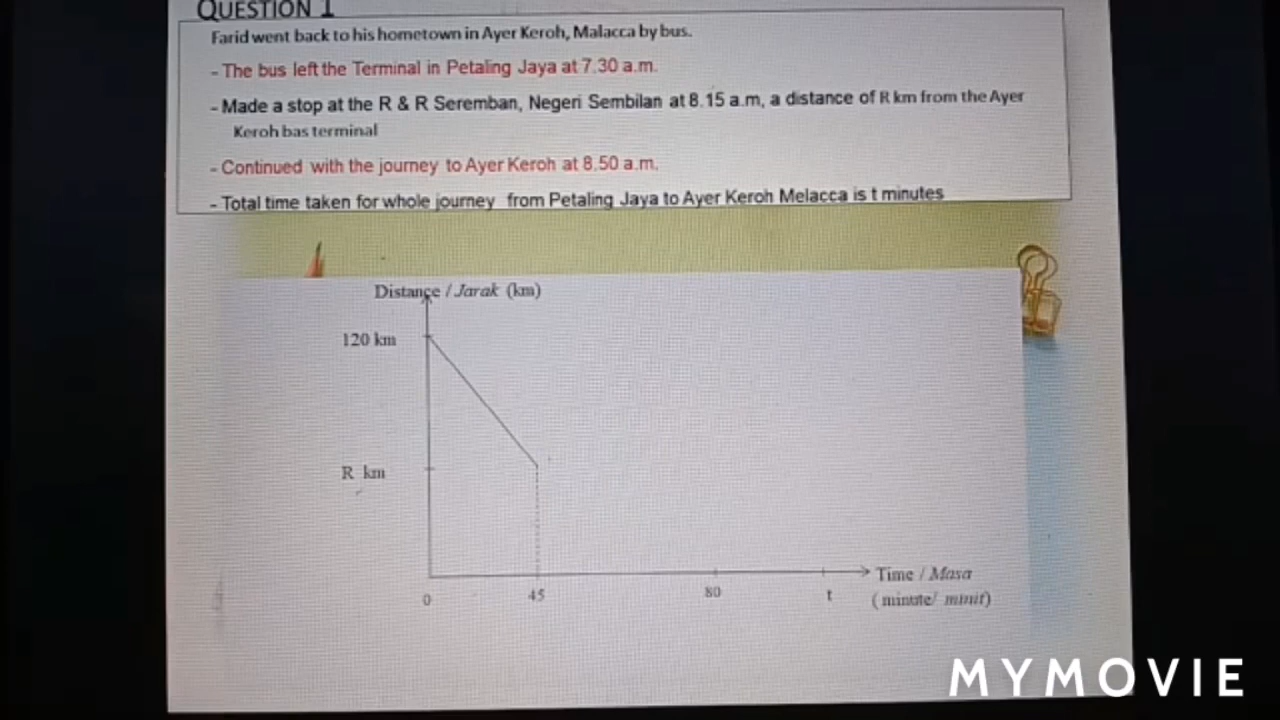 QUESTION 1
Farid went back to his hometown in Ayer Keroh, Malacca by bus.
- The bus left the Terminal in Petaling Jaya at 7.30 a.m.
- Made a stop at the R & R Seremban, Negeri Sembilan at 8.15 a.m, a distance of R km from the Ayer
Keroh bas terminal
- Continued with the journey to Ayer Keroh at 8.50 a.m.
- Total time taken for whole journey from Petaling Jaya to Ayer Keroh Melacca is t minutes
Distance / Jarak (km)
120 km
R km
0 45 80 t
Time / Masa
(minute/ minit)
MYMOVIE